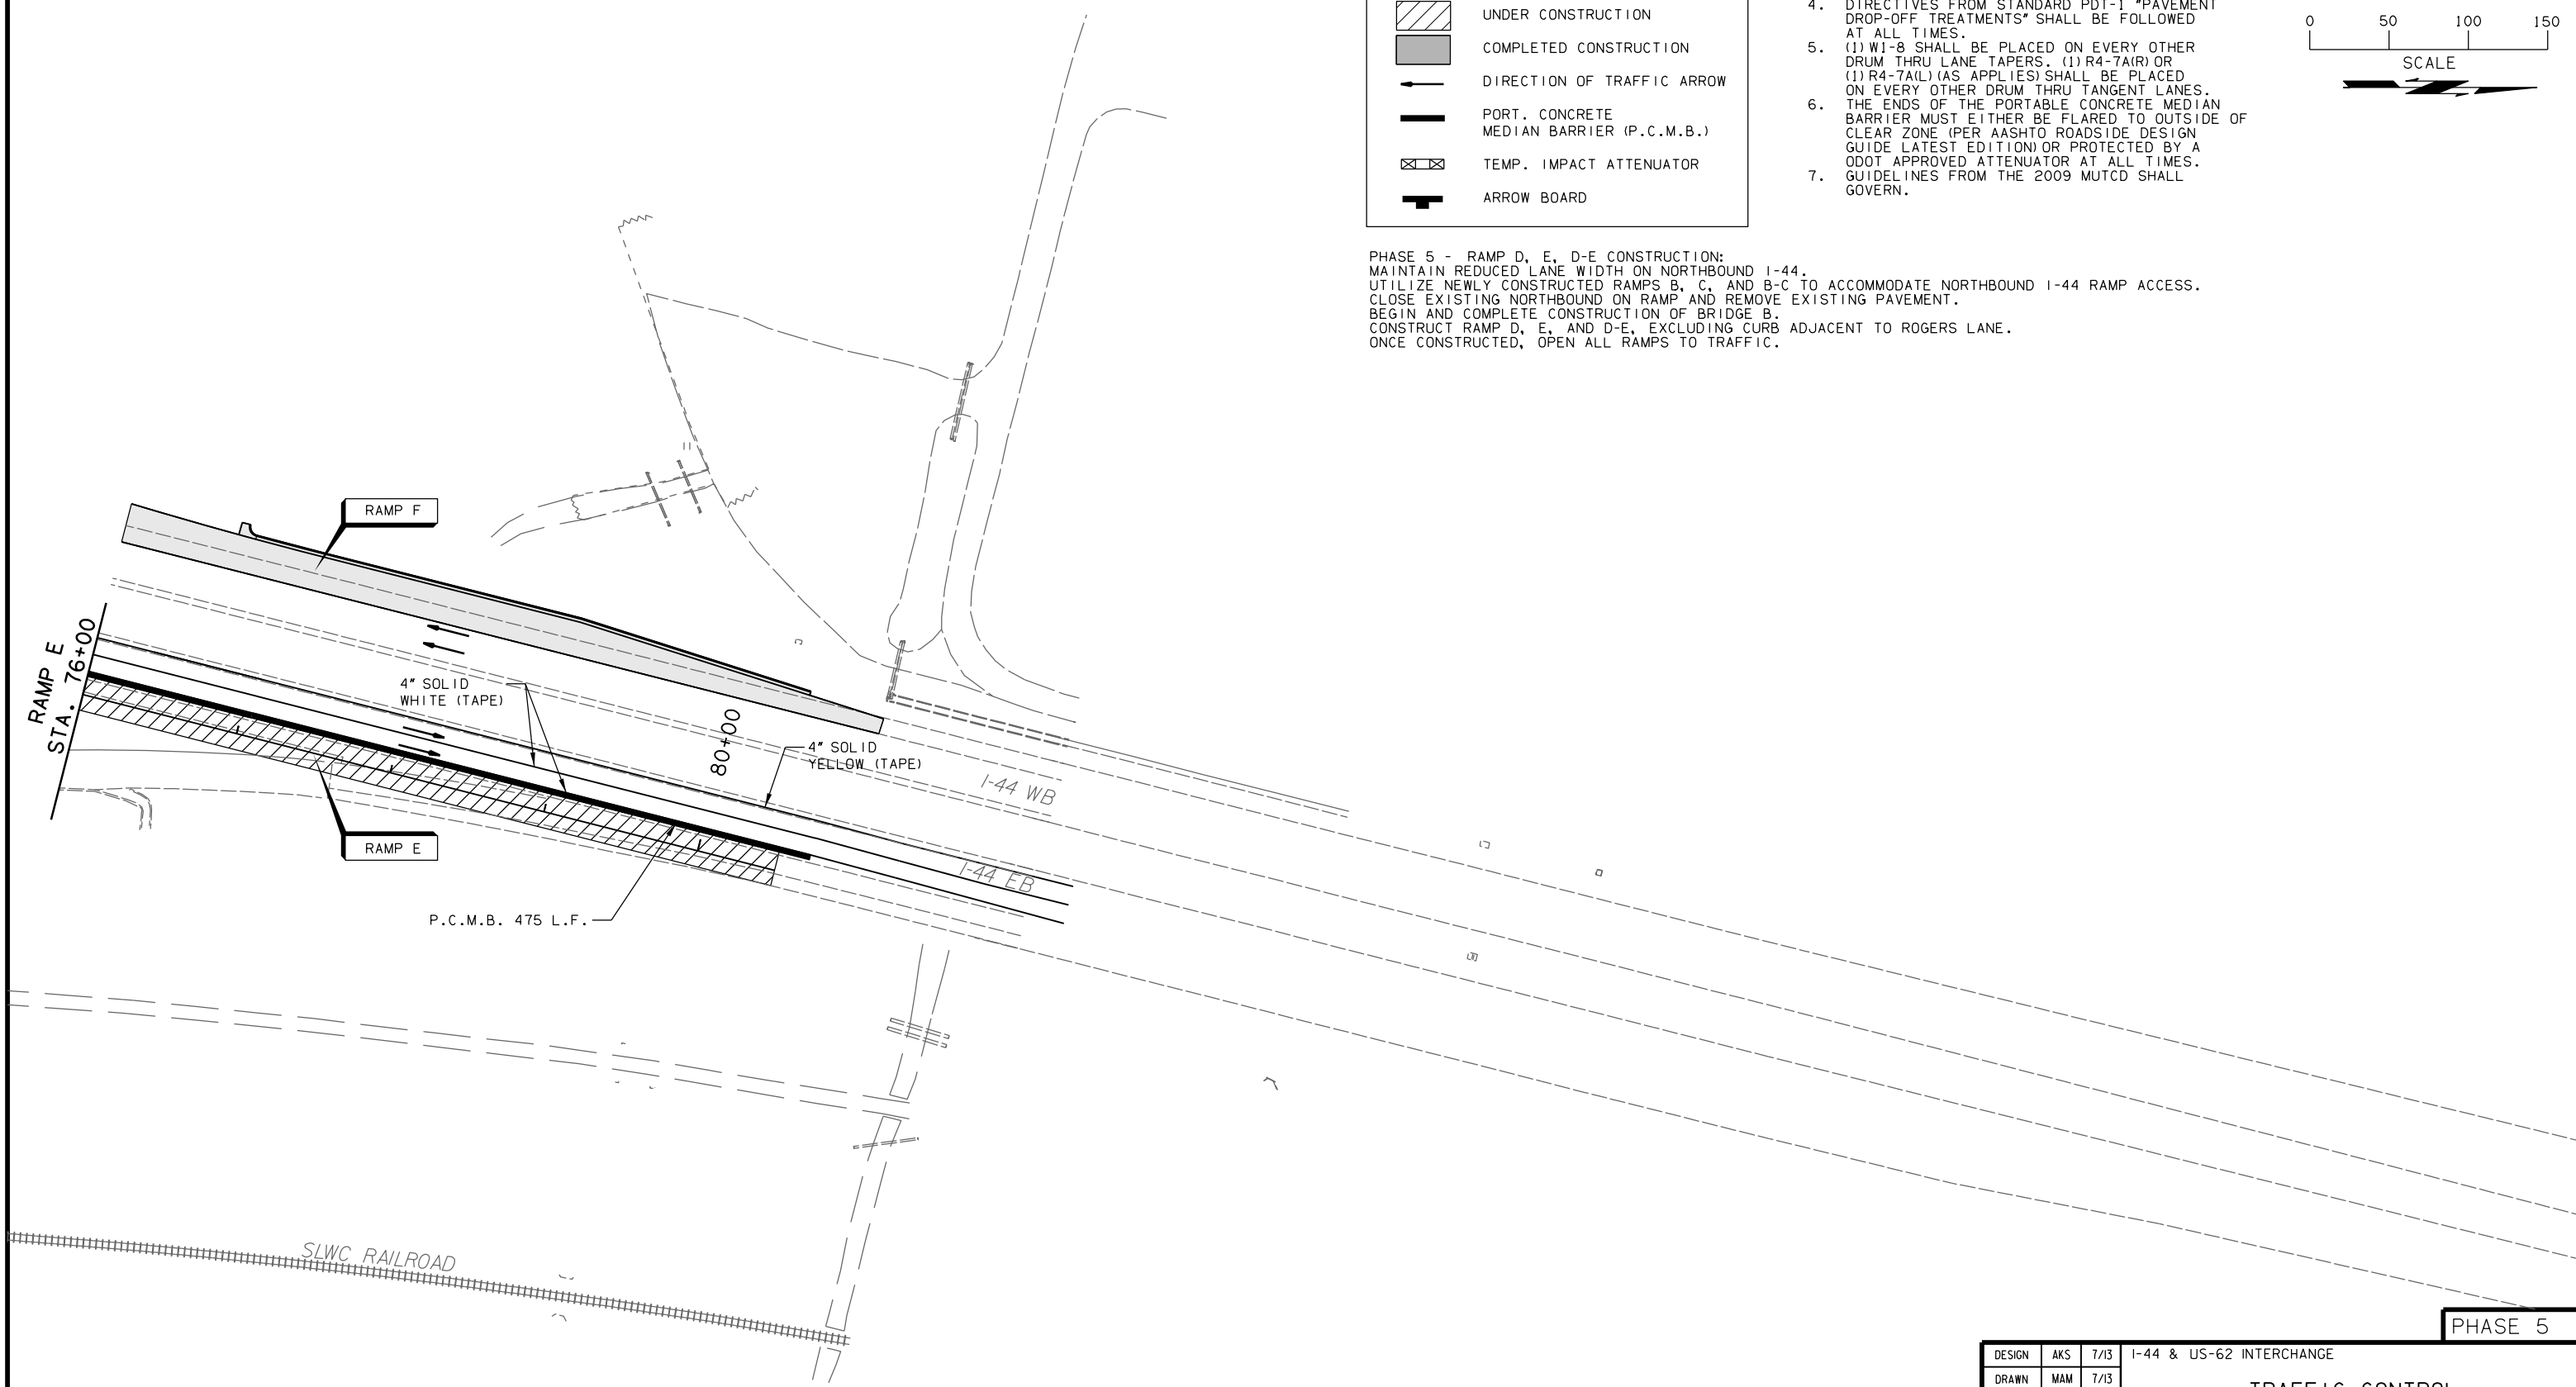 UNDER CONSTRUCTION
COMPLETED CONSTRUCTION
DIRECTION OF TRAFFIC ARROW
PORT. CONCRETE
MEDIAN BARRIER (P.C.M.B.)
TEMP. IMPACT ATTENUATOR
ARROW BOARD
4. DIRECTIVES FROM STANDARD PDT-1 "PAVEMENT
DROP-OFF TREATMENTS" SHALL BE FOLLOWED
AT ALL TIMES.
5. (1) W1-8 SHALL BE PLACED ON EVERY OTHER
DRUM THRU LANE TAPERS. (1) R4-7A(R) OR
(1) R4-7A(L) (AS APPLIES) SHALL BE PLACED
ON EVERY OTHER DRUM THRU TANGENT LANES.
6. THE ENDS OF THE PORTABLE CONCRETE MEDIAN
BARRIER MUST EITHER BE FLARED TO OUTSIDE OF
CLEAR ZONE (PER AASHTO ROADSIDE DESIGN
GUIDE LATEST EDITION) OR PROTECTED BY A
ODOT APPROVED ATTENUATOR AT ALL TIMES.
7. GUIDELINES FROM THE 2009 MUTCD SHALL
GOVERN.
0 50 100 150
SCALE
PHASE 5 - RAMP D, E, D-E CONSTRUCTION:
MAINTAIN REDUCED LANE WIDTH ON NORTHBOUND I-44.
UTILIZE NEWLY CONSTRUCTED RAMPS B, C, AND B-C TO ACCOMMODATE NORTHBOUND I-44 RAMP ACCESS.
CLOSE EXISTING NORTHBOUND ON RAMP AND REMOVE EXISTING PAVEMENT.
BEGIN AND COMPLETE CONSTRUCTION OF BRIDGE B.
CONSTRUCT RAMP D, E, AND D-E, EXCLUDING CURB ADJACENT TO ROGERS LANE.
ONCE CONSTRUCTED, OPEN ALL RAMPS TO TRAFFIC.
RAMP F
RAMP E
STA. 76+00
4" SOLID
WHITE (TAPE)
80+00
4" SOLID
YELLOW (TAPE)
I-44 WB
I-44 EB
RAMP E
P.C.M.B. 475 L.F.
SLWC RAILROAD
PHASE 5
DESIGN AKS 7/13 I-44 & US-62 INTERCHANGE
DRAWN MAM 7/13
TRAFFIC CONTROL